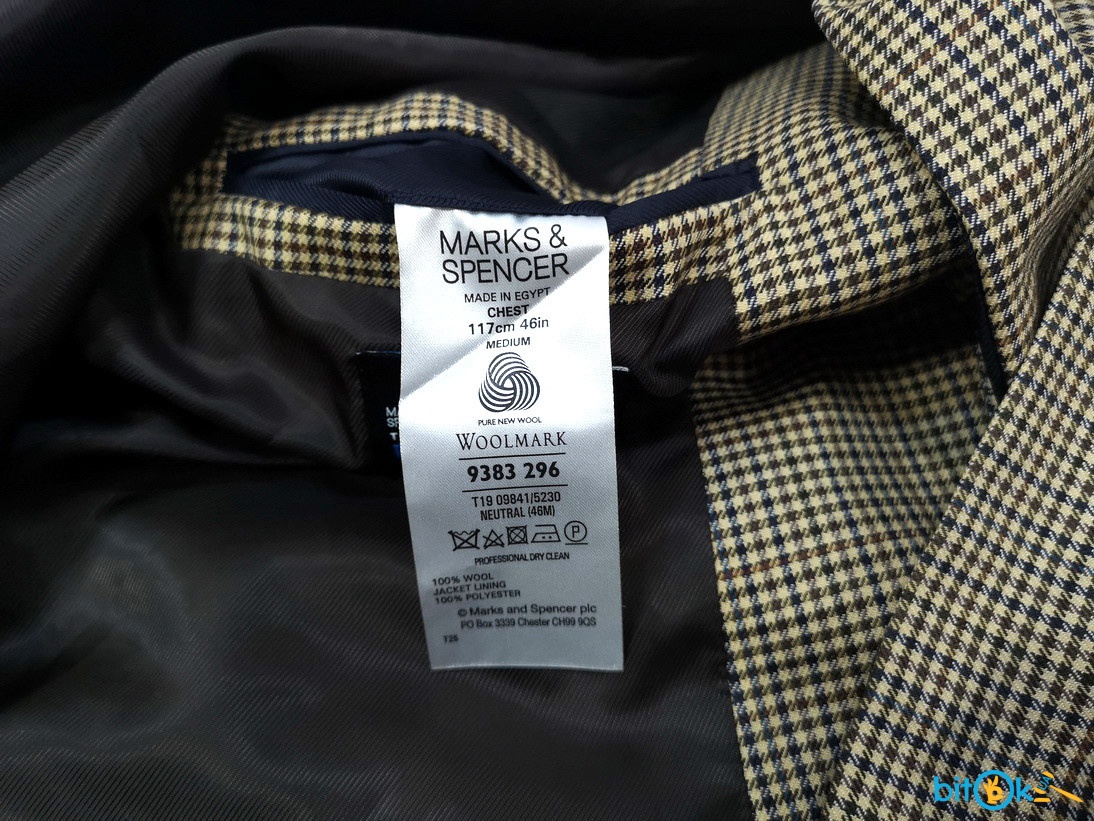 MARKS &
SPENCER
MADE IN EGYPT
CHEST
117cm 46in
MEDIUM
PURE NEW WOOL
WOOLMARK
9383 296
T19 09841/5230
NEUTRAL (46M)
P
PROFESSIONAL DRY CLEAN
100% WOOL
JACKET LINING
100% POLYESTER
© Marks and Spencer plc
PO Box 3339 Chester CH99 9QS
T26
bitOk